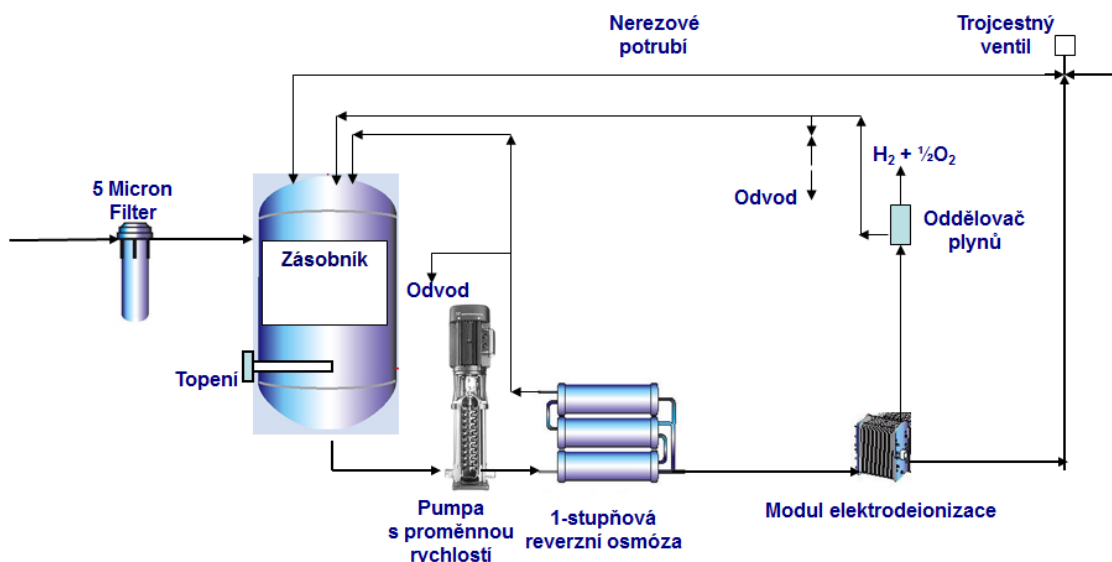 Nerezové
potrubí
Trojcestný
ventil
H₂ + ½O₂
5 Micron
Filter
Odvod
Oddělovač
plynů
Zásobník
Odvod
Topení
Pumpa
s proměnnou
rychlostí
1-stupňová
reverzní osmóza
Modul elektrodeionizace